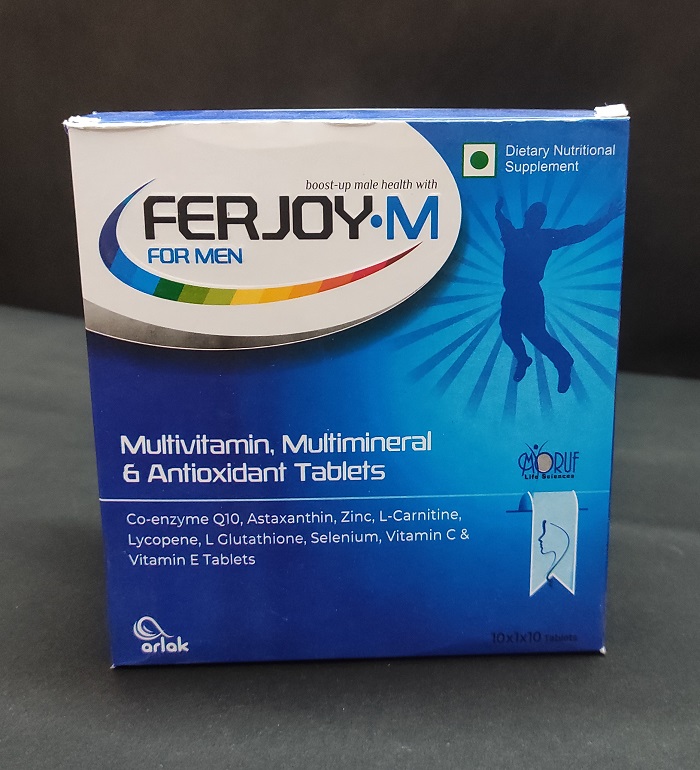 Dietary Nutritional
Supplement
boost-up male health with
FERJOY•M
FOR MEN
Multivitamin, Multimineral
& Antioxidant Tablets
MYORUF
Life Sciences
Co-enzyme Q10, Astaxanthin, Zinc, L-Carnitine,
Lycopene, L Glutathione, Selenium, Vitamin C &
Vitamin E Tablets
arlak
10x1x10 Tablets